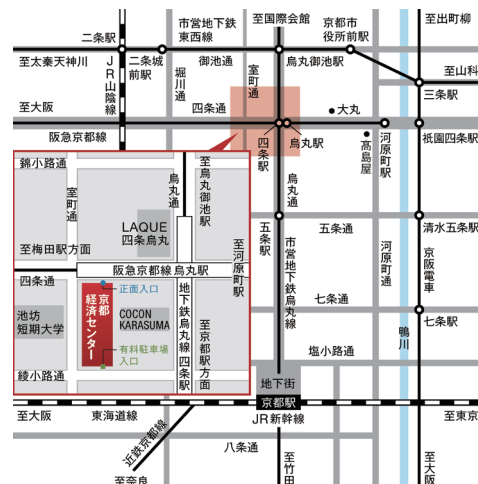 至国際会館
至出町柳
二条駅
市営地下鉄
東西線
京都市
役所前駅
至太秦天神川
二条城
前駅
御池通
烏丸御池駅
至山科
JR山陰線
堀川通
室町通
三条駅
至大阪
四条通
大丸
阪急京都線
四条駅
烏丸駅
髙島屋
河原町駅
祇園四条駅
烏丸通
五条駅
五条通
清水五条駅
市営地下鉄烏丸線
河原町通
京阪電車
七条通
七条駅
鴨川
塩小路通
地下街
京都駅
至大阪
東海道線
JR新幹線
至東京
近鉄京都線
八条通
至奈良
至竹田
至大阪
錦小路通
室町通
烏丸通
至烏丸御池駅
LAQUE
四条烏丸
至梅田駅方面
至河原町駅
四条通
阪急京都線 烏丸駅
正面入口
池坊
短期大学
京都
経済センター
COCON
KARASUMA
地下鉄烏丸線 四条駅
至京都駅方面
有料駐車場
入口
綾小路通